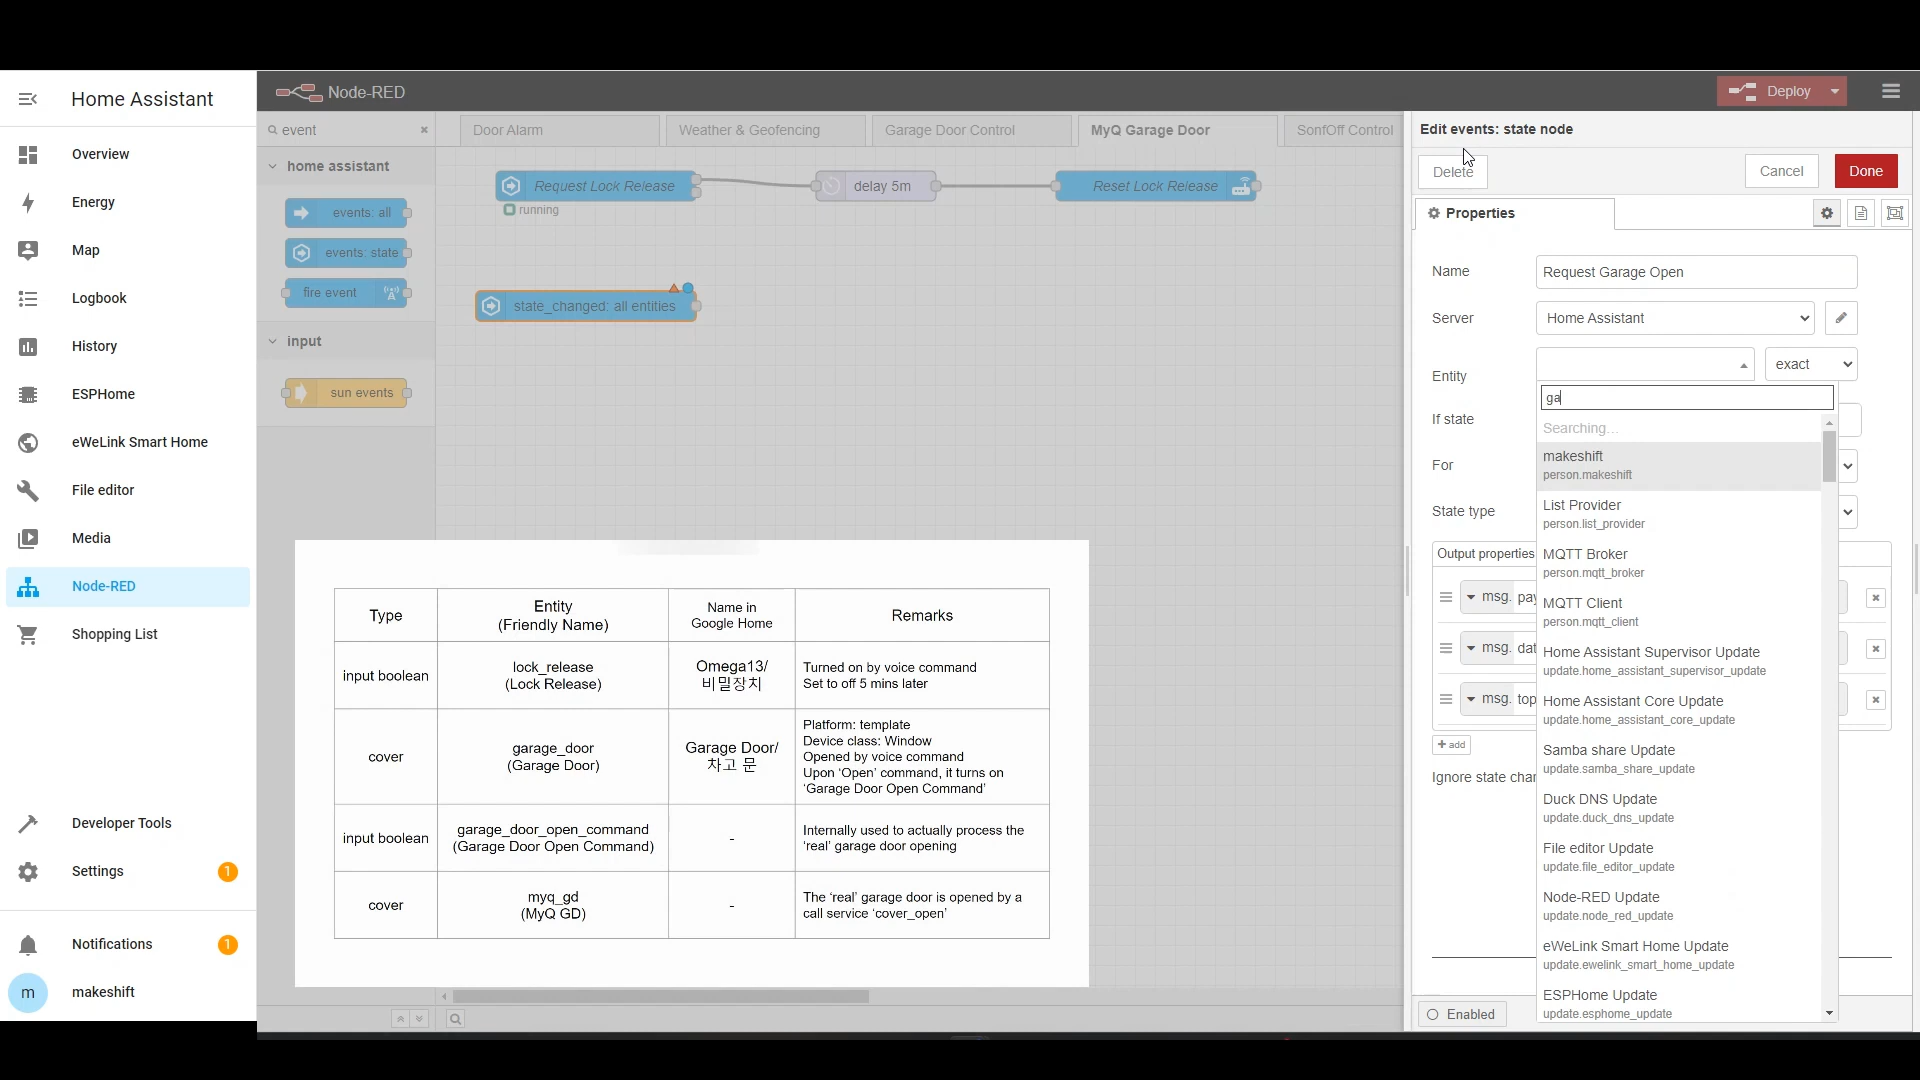 Home Assistant
Overview
Energy
Map
Logbook
History
ESPHome
eWeLink Smart Home
File editor
Media
Node-RED
Shopping List
Developer Tools
Settings
1
Notifications
1
m
makeshift
Node-RED
Deploy
event
home assistant
events: all
events: state
fire event
input
sun events
Door Alarm
Weather & Geofencing
Garage Door Control
MyQ Garage Door
SonfOff Control
Request Lock Release
running
delay 5m
Reset Lock Release
state_changed: all entities
Type
Entity
(Friendly Name)
Name in
Google Home
Remarks
input boolean
lock_release
(Lock Release)
Omega13/
비밀장치
Turned on by voice command
Set to off 5 mins later
cover
garage_door
(Garage Door)
Garage Door/
차고 문
Platform: template
Device class: Window
Opened by voice command
Upon ‘Open’ command, it turns on
‘Garage Door Open Command’
input boolean
garage_door_open_command
(Garage Door Open Command)
-
Internally used to actually process the
‘real’ garage door opening
cover
myq_gd
(MyQ GD)
-
The ‘real’ garage door is opened by a
call service ‘cover_open’
Edit events: state node
Delete
Cancel
Done
Properties
Name
Request Garage Open
Server
Home Assistant
Entity
exact
ga
If state
For
State type
Output properties
msg. pay
msg. dat
msg. top
add
Ignore state char
Searching...
makeshift
person.makeshift
List Provider
person.list_provider
MQTT Broker
person.mqtt_broker
MQTT Client
person.mqtt_client
Home Assistant Supervisor Update
update.home_assistant_supervisor_update
Home Assistant Core Update
update.home_assistant_core_update
Samba share Update
update.samba_share_update
Duck DNS Update
update.duck_dns_update
File editor Update
update.file_editor_update
Node-RED Update
update.node_red_update
eWeLink Smart Home Update
update.ewelink_smart_home_update
ESPHome Update
update.esphome_update
Enabled